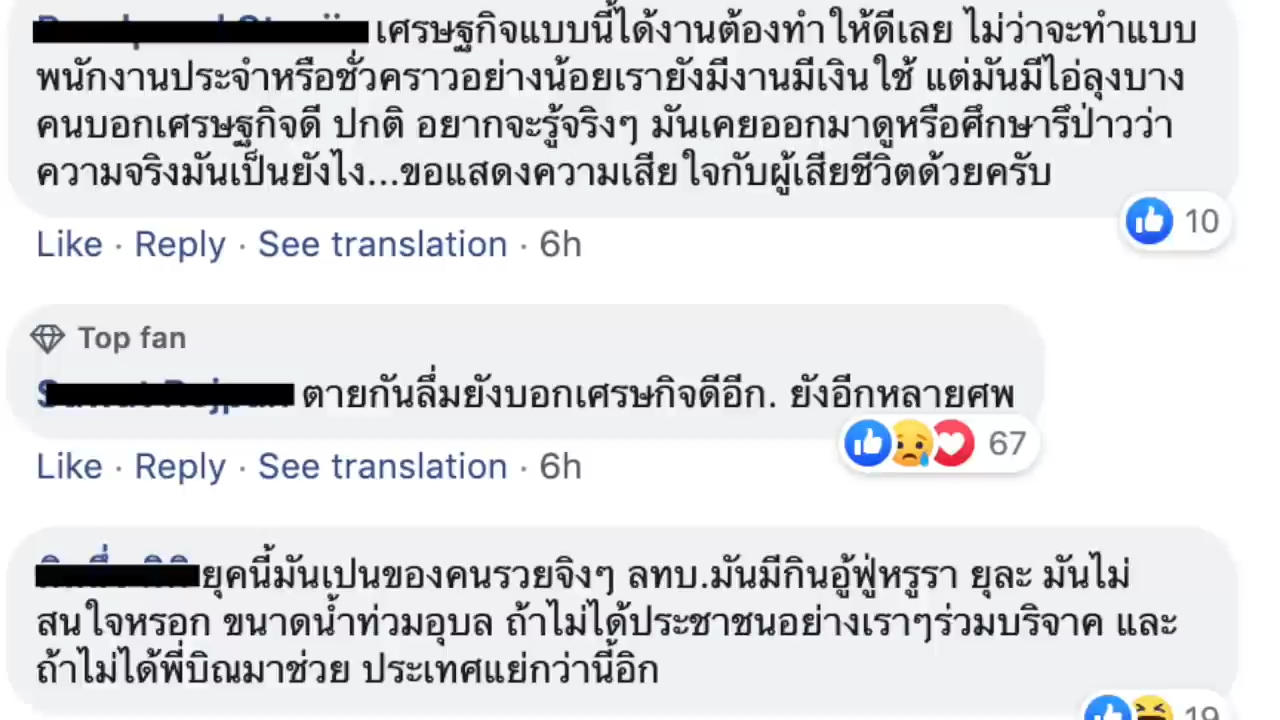 เศรษฐกิจแบบนี้ได้งานต้องทำให้ดีเลย ไม่ว่าจะทำแบบ
พนักงานประจำหรือชั่วคราวอย่างน้อยเรายังมีงานมีเงินใช้ แต่มันมีไอ่ลุงบาง
คนบอกเศรษฐกิจดี ปกติ อยากจะรู้จริงๆ มันเคยออกมาดูหรือศึกษารึป่าวว่า
ความจริงมันเป็นยังไง...ขอแสดงความเสียใจกับผู้เสียชีวิตด้วยครับ
10
Like · Reply · See translation · 6h
Top fan
ตายกันลื่มยังบอกเศรษกิจดีอีก. ยังอีกหลายศพ
67
Like · Reply · See translation · 6h
ยุคนี้มันเปนของคนรวยจิงๆ ลทบ.มันมีกินอู้ฟู่หรูรา ยุละ มันไม่
สนใจหรอก ขนาดน้ำท่วมอุบล ถ้าไม่ได้ประชาชนอย่างเราๆร่วมบริจาค และ
ถ้าไม่ได้พี่บิณมาช่วย ประเทศแย่กว่านี้อิก
19